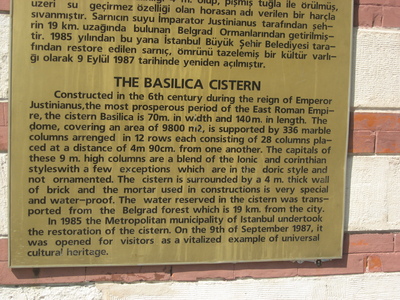 m. olup, pişmiş tuğla ile örülmüş,
üzeri su geçirmez özelliği olan horasan adı verilen bir harçla
sıvanmıştır. Sarnıcın suyu İmparator Justinianus tarafından şeh-
rin 19 km. uzağında bulunan Belgrad Ormanlarından getirilmiş-
tir. 1985 yılından bu yana İstanbul Büyük Şehir Belediyesi tara-
fından restore edilen sarnıç, ömrünü tazelemiş bir kültür varlı-
ğı olarak 9 Eylül 1987 tarihinde yeniden açılmıştır.
THE BASILICA CISTERN
Constructed in the 6th century during the reign of Emperor
Justinianus,the most prosperous period of the East Roman Empi-
re, the cistern Basilica is 70m. in width and 140m. in length. The
dome, covering an area of 9800 m2, is supported by 336 marble
columns arrenged in 12 rows each consisting of 28 columns pla-
ced at a distance of 4m 90cm. from one another. The capitals of
these 9 m. high columns are a blend of the Ionic and corinthian
styleswith a few exceptions which are in the doric style and
not ornamented. The cistern is surrounded by a 4 m. thick wall
of brick and the mortar used in constructions is very special
and water-proof. The water reserved in the cistern was trans-
ported from the Belgrad forest which is 19 km. from the city.
In 1985 the Metropolitan municipality of Istanbul undertook
the restoration of the cistern. On the 9th of September 1987, it
was opened for visitors as a vitalized example of universal
cultural heritage.